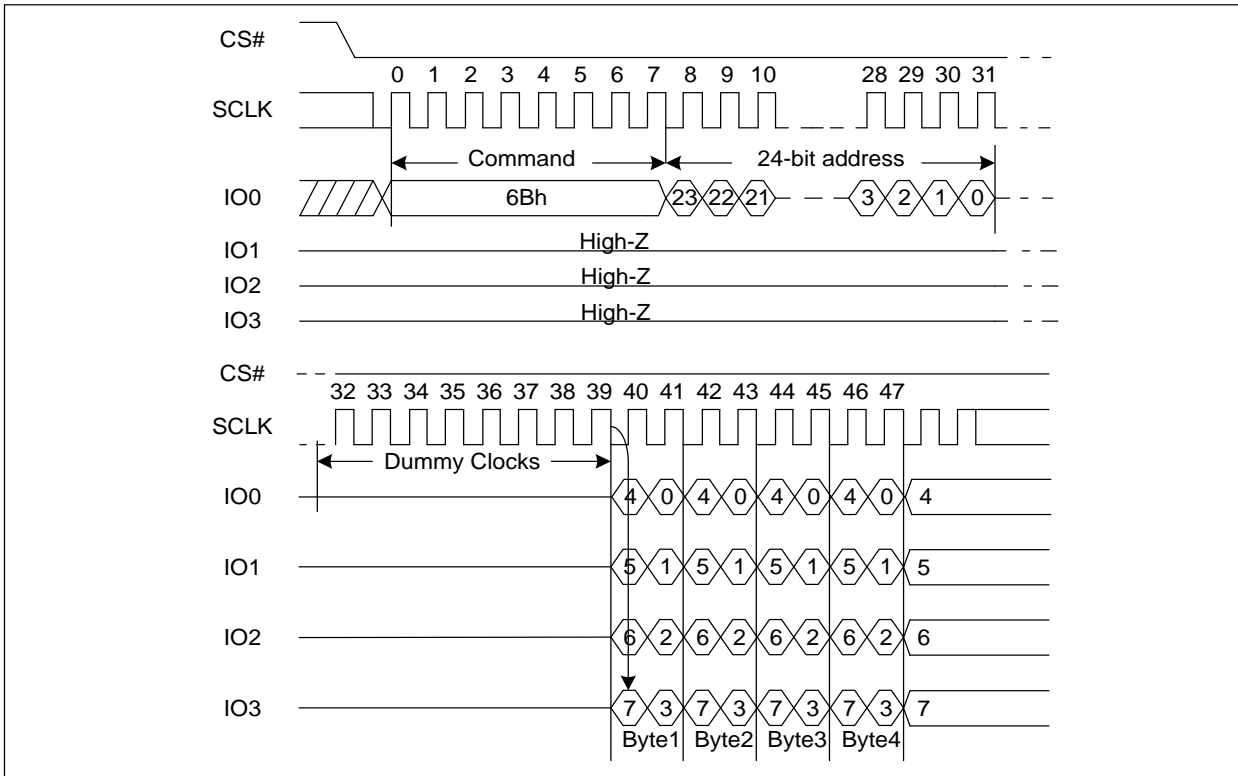 CS#
0 1 2 3 4 5 6 7 8 9 10 28 29 30 31
SCLK
Command 24-bit address
IO0 6Bh 23 22 21 3 2 1 0
IO1 High-Z
IO2 High-Z
IO3 High-Z
CS#
32 33 34 35 36 37 38 39 40 41 42 43 44 45 46 47
SCLK
Dummy Clocks
IO0 4 0 4 0 4 0 4 0 4
IO1 5 1 5 1 5 1 5 1 5
IO2 6 2 6 2 6 2 6 2 6
IO3 7 3 7 3 7 3 7 3 7
Byte1 Byte2 Byte3 Byte4